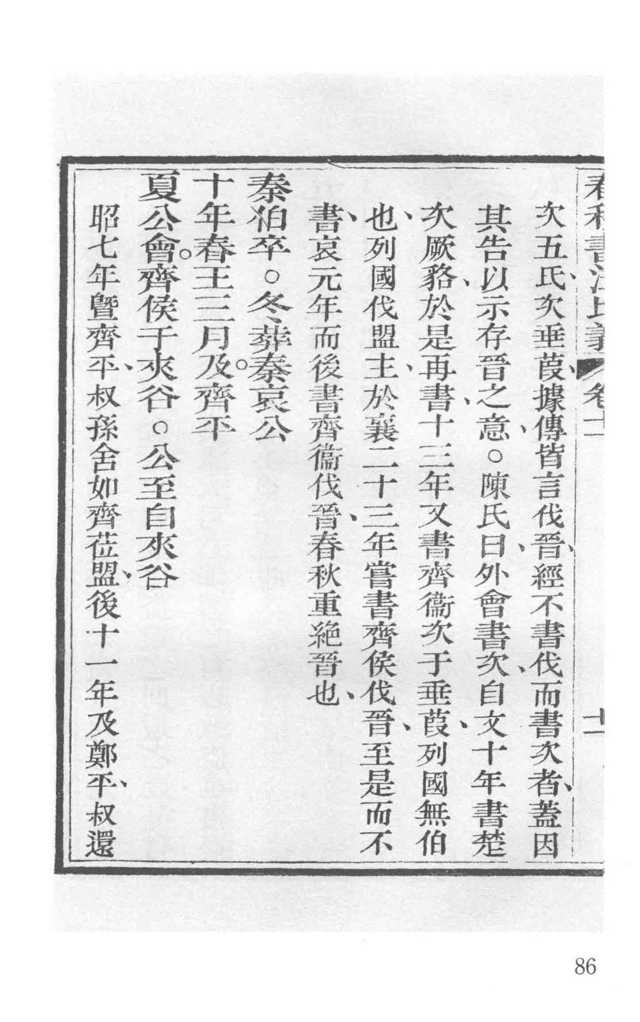 春秋書法比義 卷十二 十一
次五氏次垂葭據傳皆言伐晉經不書伐而書次者蓋因
其告以示存晉之意。陳氏曰外會書次自文十年書楚
次厥貉於是再書十三年又書齊衞次于垂葭列國無伯
也列國伐盟主於襄二十三年嘗書齊侯伐晉至是而不
書哀元年而後書齊衞伐晉春秋重絶晉也
秦伯卒。冬葬秦哀公
十年春王三月及齊平
夏公會齊侯于夾谷。公至自夾谷
昭七年曁齊平叔孫舍如齊莅盟後十一年及鄭平叔還
86